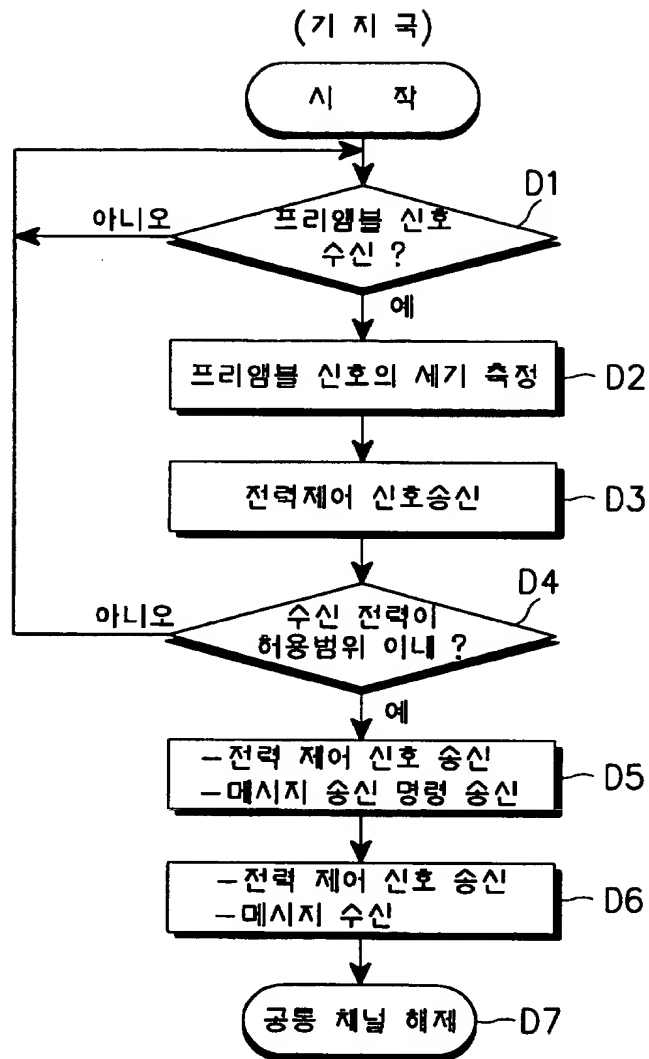 (기 지 국)
시 작
D1
아니오
프리앰블 신호
수신 ?
예
프리앰블 신호의 세기 측정
D2
전력제어 신호송신
D3
D4
아니오
수신 전력이
허용범위 이내 ?
예
-전력 제어 신호 송신
-메시지 송신 명령 송신
D5
-전력 제어 신호 송신
-메시지 수신
D6
공통 채널 해제
D7